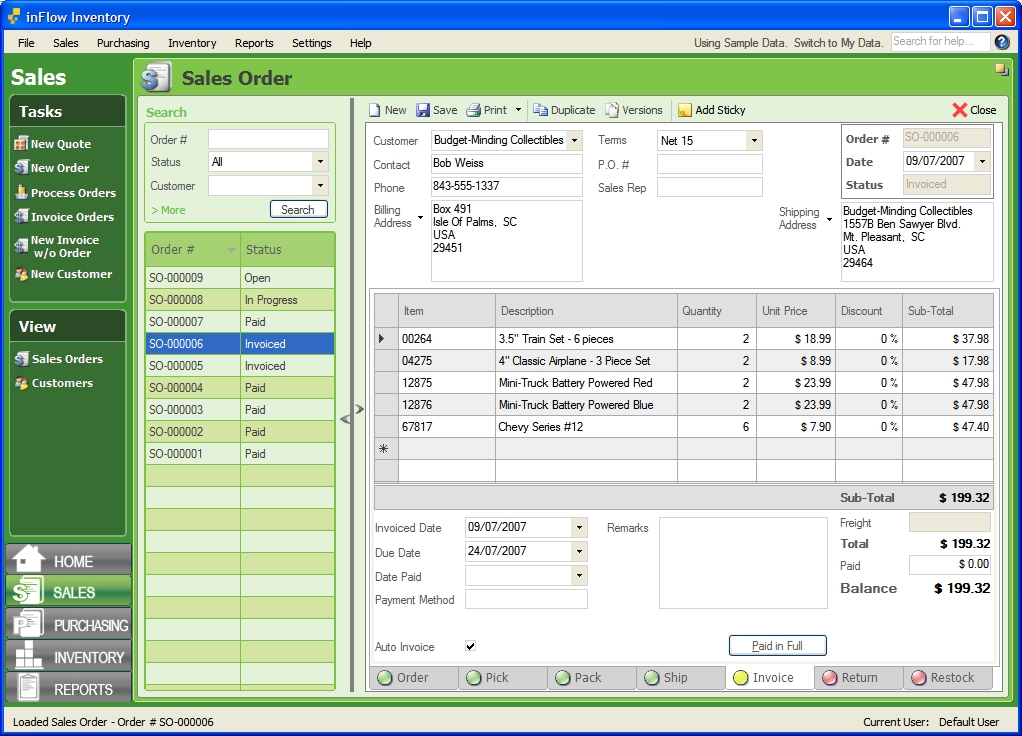 inFlow Inventory
File Sales Purchasing Inventory Reports Settings Help
Using Sample Data. Switch to My Data. Search for help...
Sales
Tasks
New Quote
New Order
Process Orders
Invoice Orders
New Invoice
w/o Order
New Customer
View
Sales Orders
Customers
HOME
SALES
PURCHASING
INVENTORY
REPORTS
Sales Order
Search
Order #
Status All
Customer
> More Search
Order # Status
SO-000009 Open
SO-000008 In Progress
SO-000007 Paid
SO-000006 Invoiced
SO-000005 Invoiced
SO-000004 Paid
SO-000003 Paid
SO-000002 Paid
SO-000001 Paid
New Save Print Duplicate Versions Add Sticky Close
Customer Budget-Minding Collectibles
Contact Bob Weiss
Phone 843-555-1337
Billing
Address
Box 491
Isle Of Palms, SC
USA
29451
Terms Net 15
P.O. #
Sales Rep
Order # SO-000006
Date 09/07/2007
Status Invoiced
Shipping
Address
Budget-Minding Collectibles
1557B Ben Sawyer Blvd.
Mt. Pleasant, SC
USA
29464
Item Description Quantity Unit Price Discount Sub-Total
00264 3.5" Train Set - 6 pieces 2 $ 18.99 0 % $ 37.98
04275 4" Classic Airplane - 3 Piece Set 2 $ 8.99 0 % $ 17.98
12875 Mini-Truck Battery Powered Red 2 $ 23.99 0 % $ 47.98
12876 Mini-Truck Battery Powered Blue 2 $ 23.99 0 % $ 47.98
67817 Chevy Series #12 6 $ 7.90 0 % $ 47.40
Sub-Total $ 199.32
Invoiced Date 09/07/2007
Due Date 24/07/2007
Date Paid
Payment Method
Remarks
Freight
Total $ 199.32
Paid $ 0.00
Balance $ 199.32
Auto Invoice
Paid in Full
Order Pick Pack Ship Invoice Return Restock
Loaded Sales Order - Order # SO-000006
Current User: Default User